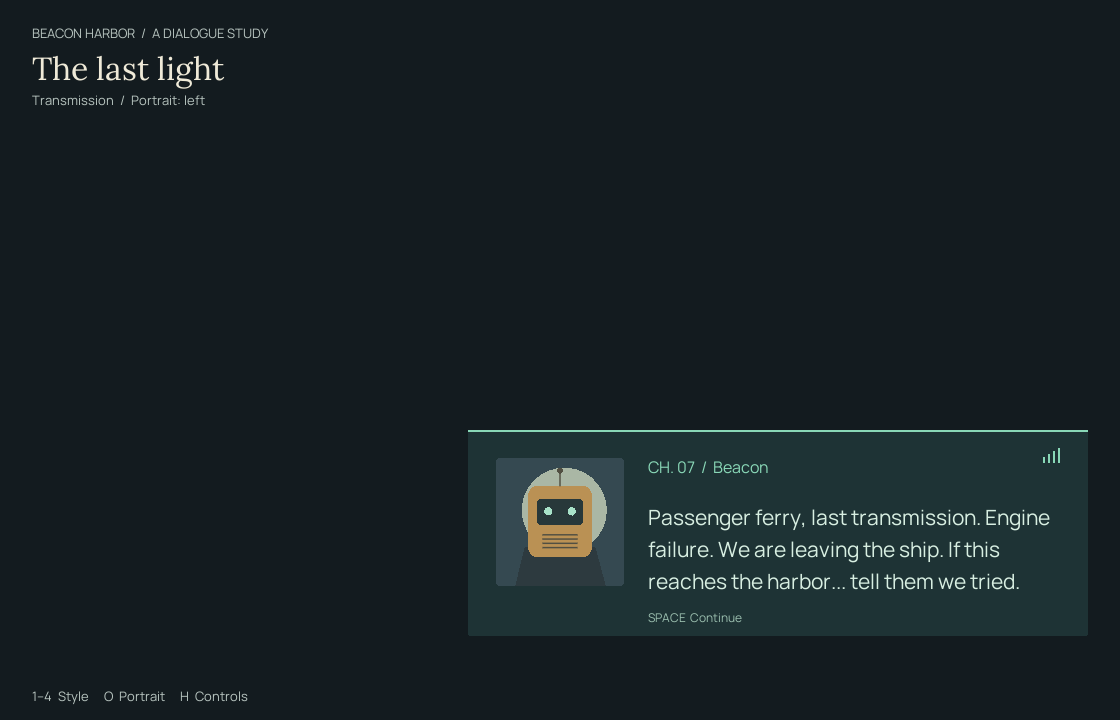 BEACON HARBOR / A DIALOGUE STUDY
The last light
Transmission / Portrait: left
CH. 07 / Beacon
Passenger ferry, last transmission. Engine
failure. We are leaving the ship. If this
reaches the harbor... tell them we tried.
SPACE Continue
1–4 Style O Portrait H Controls